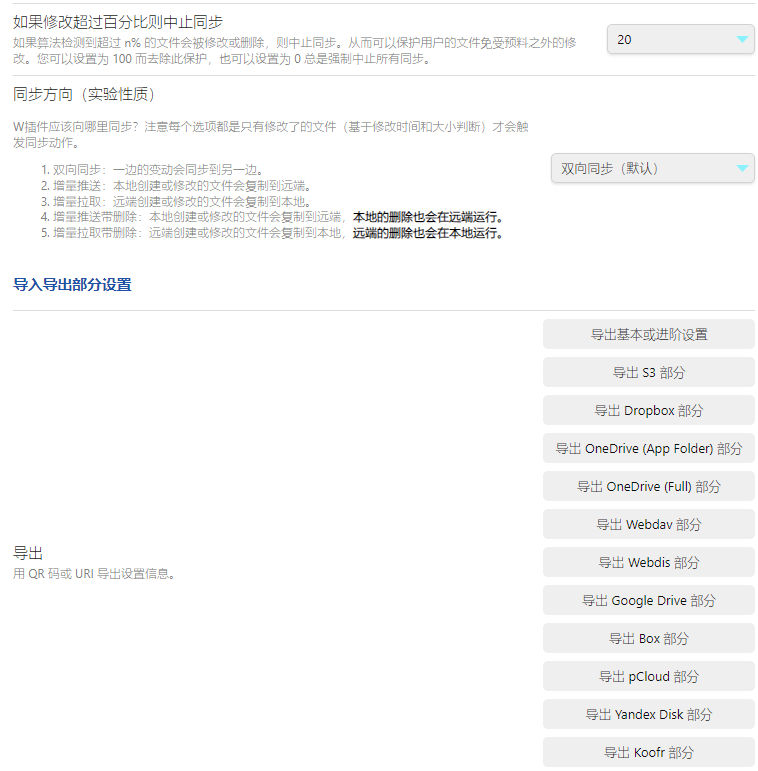 如果修改超过百分比则中止同步
如果算法检测到超过 n% 的文件会被修改或删除，则中止同步。从而可以保护用户的文件免受预料之外的修
改。您可以设置为 100 而去除此保护，也可以设置为 0 总是强制中止所有同步。
20
同步方向（实验性质）
W插件应该向哪里同步？注意每个选项都是只有修改了的文件（基于修改时间和大小判断）才会触
发同步动作。
1. 双向同步：一边的变动会同步到另一边。
2. 增量推送：本地创建或修改的文件会复制到远端。
3. 增量拉取：远端创建或修改的文件会复制到本地。
4. 增量推送带删除：本地创建或修改的文件会复制到远端，本地的删除也会在远端运行。
5. 增量拉取带删除：远端创建或修改的文件会复制到本地，远端的删除也会在本地运行。
双向同步（默认）
导入导出部分设置
导出
用 QR 码或 URI 导出设置信息。
导出基本或进阶设置
导出 S3 部分
导出 Dropbox 部分
导出 OneDrive (App Folder) 部分
导出 OneDrive (Full) 部分
导出 Webdav 部分
导出 Webdis 部分
导出 Google Drive 部分
导出 Box 部分
导出 pCloud 部分
导出 Yandex Disk 部分
导出 Koofr 部分